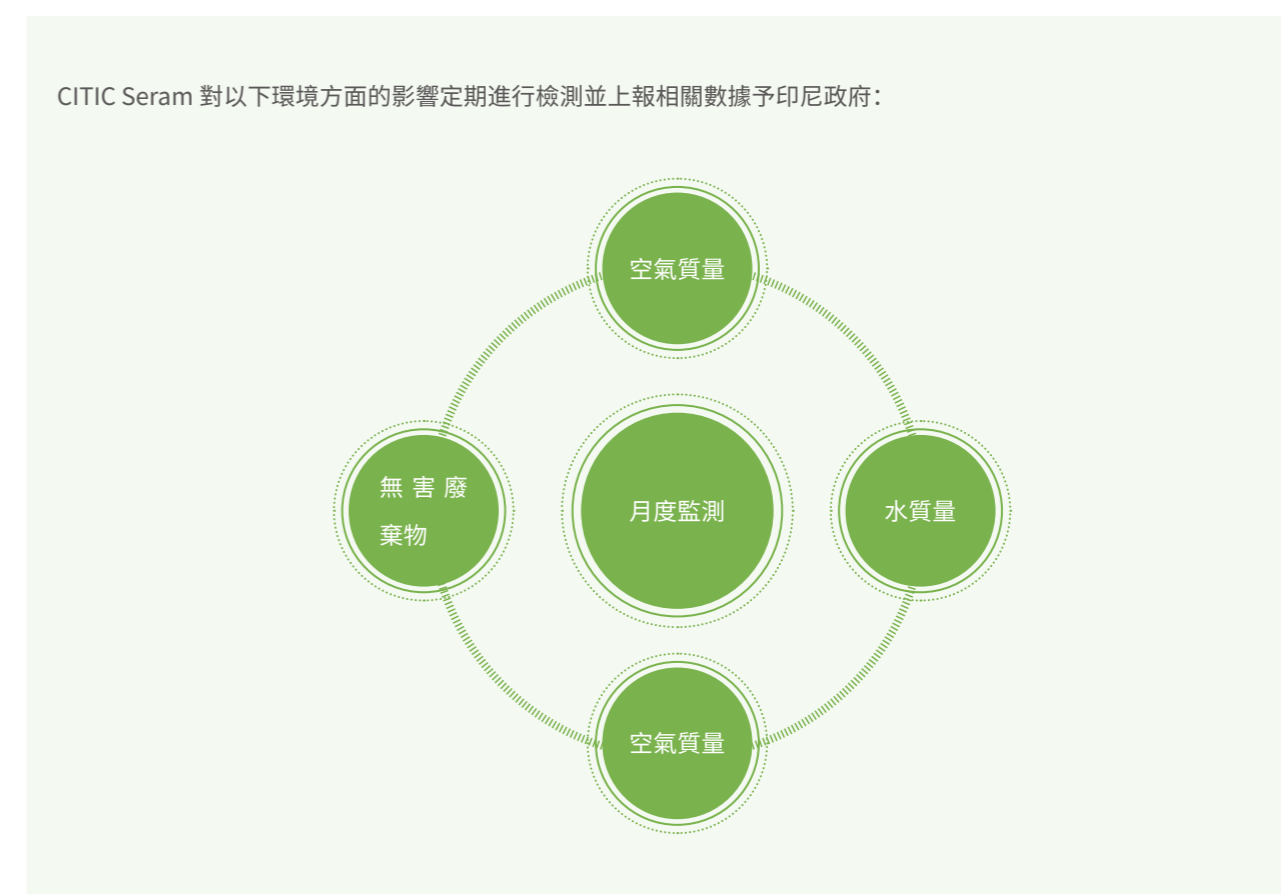 CITIC Seram 對以下環境方面的影響定期進行檢測並上報相關數據予印尼政府：
空氣質量
無害廢
棄物
月度監測
水質量
空氣質量